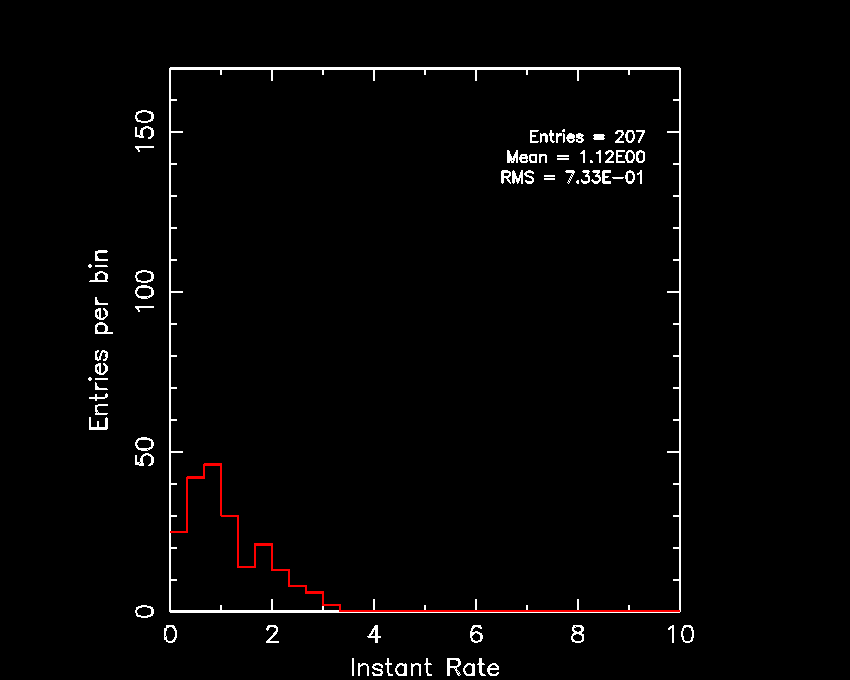 Entries = 207
Mean = 1.12E00
RMS = 7.33E-01
150
100
50
0
Entries per bin
0 2 4 6 8 10
Instant Rate